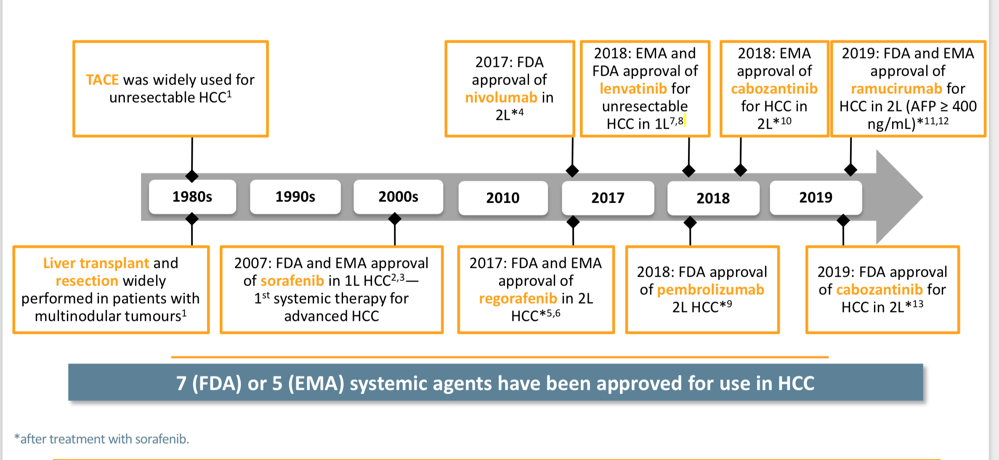 TACE was widely used for
unresectable HCC¹
2017: FDA
approval of
nivolumab in
2L*⁴
2018: EMA and
FDA approval of
lenvatinib for
unresectable
HCC in 1L⁷,⁸
2018: EMA
approval of
cabozantinib
for HCC in
2L*¹⁰
2019: FDA and EMA
approval of
ramucirumab for
HCC in 2L (AFP ≥ 400
ng/mL)*¹¹,¹²
1980s
1990s
2000s
2010
2017
2018
2019
Liver transplant and
resection widely
performed in patients with
multinodular tumours¹
2007: FDA and EMA approval
of sorafenib in 1L HCC²,³—
1ˢᵗ systemic therapy for
advanced HCC
2017: FDA and EMA
approval of
regorafenib in 2L
HCC*⁵,⁶
2018: FDA approval
of pembrolizumab
2L HCC*⁹
2019: FDA approval
of cabozantinib for
HCC in 2L*¹³
7 (FDA) or 5 (EMA) systemic agents have been approved for use in HCC
*after treatment with sorafenib.